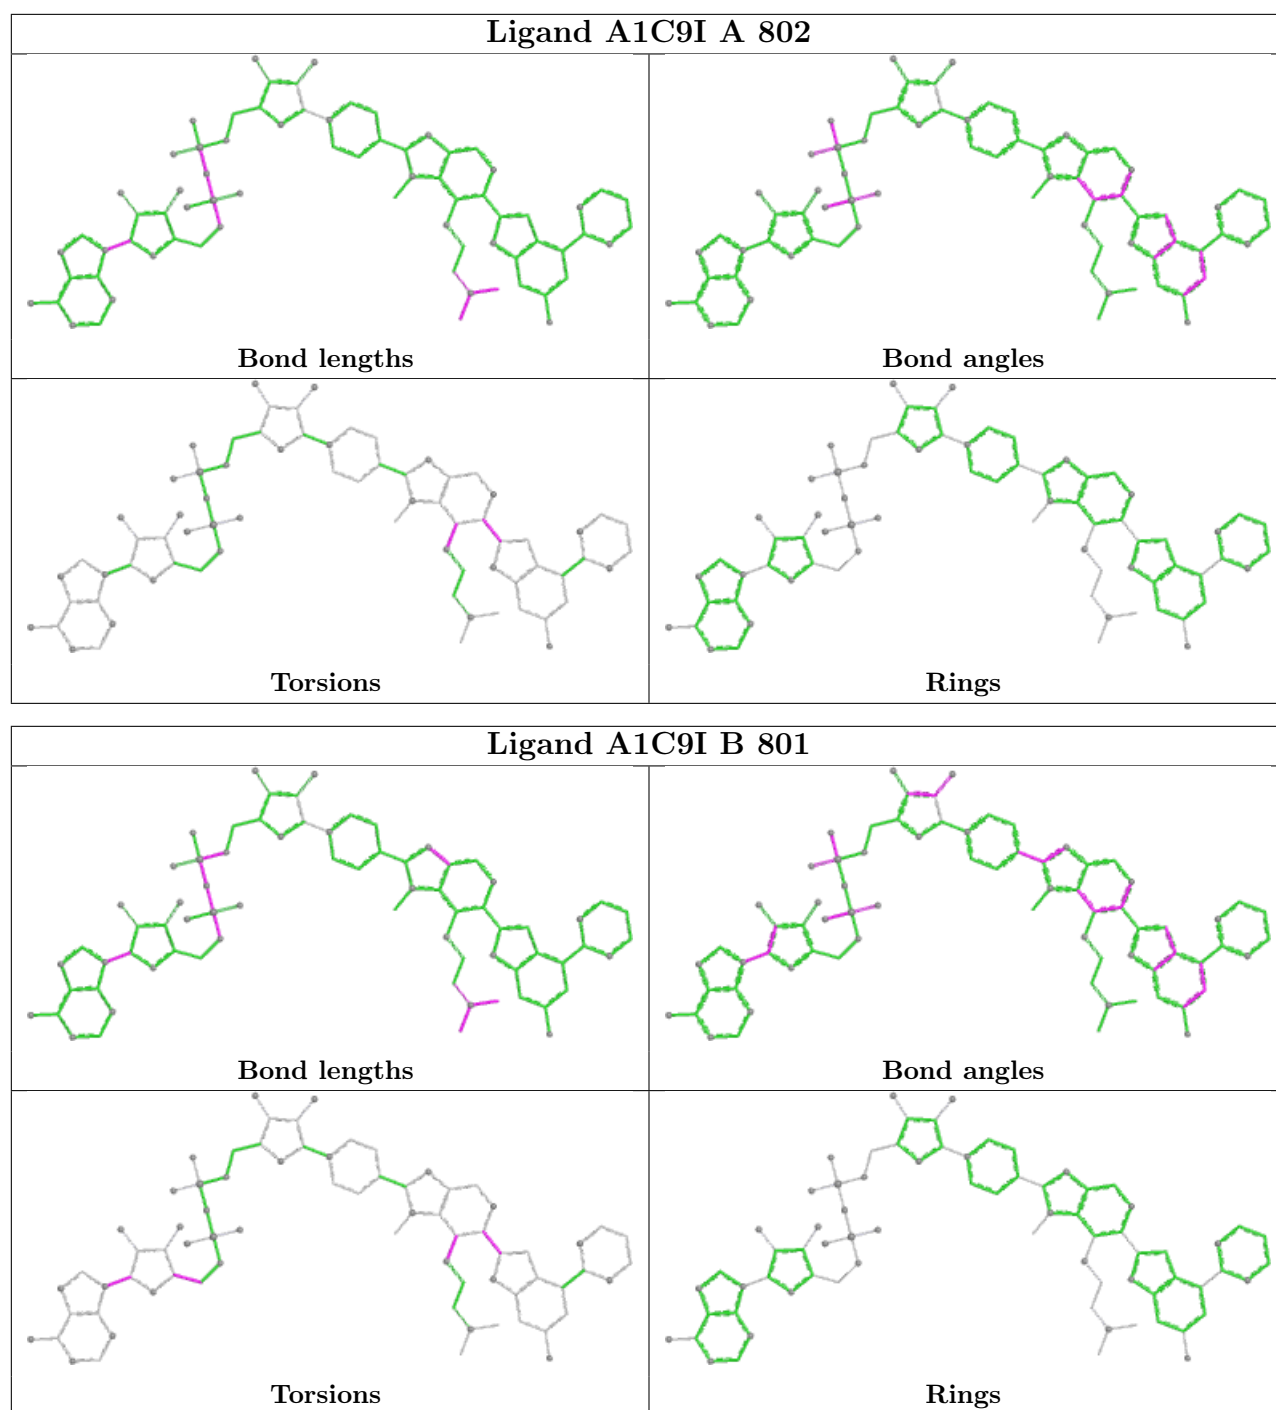 Ligand A1C9I A 802
Bond lengths
Bond angles
Torsions
Rings
Ligand A1C9I B 801
Bond lengths
Bond angles
Torsions
Rings